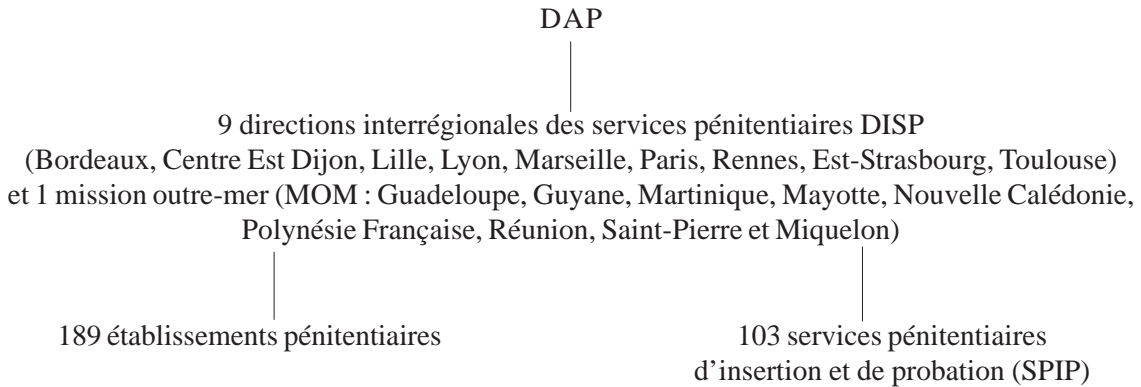 DAP
9 directions interrégionales des services pénitentiaires DISP
(Bordeaux, Centre Est Dijon, Lille, Lyon, Marseille, Paris, Rennes, Est-Strasbourg, Toulouse)
et 1 mission outre-mer (MOM : Guadeloupe, Guyane, Martinique, Mayotte, Nouvelle Calédonie,
Polynésie Française, Réunion, Saint-Pierre et Miquelon)
189 établissements pénitentiaires
103 services pénitentiaires
d'insertion et de probation (SPIP)